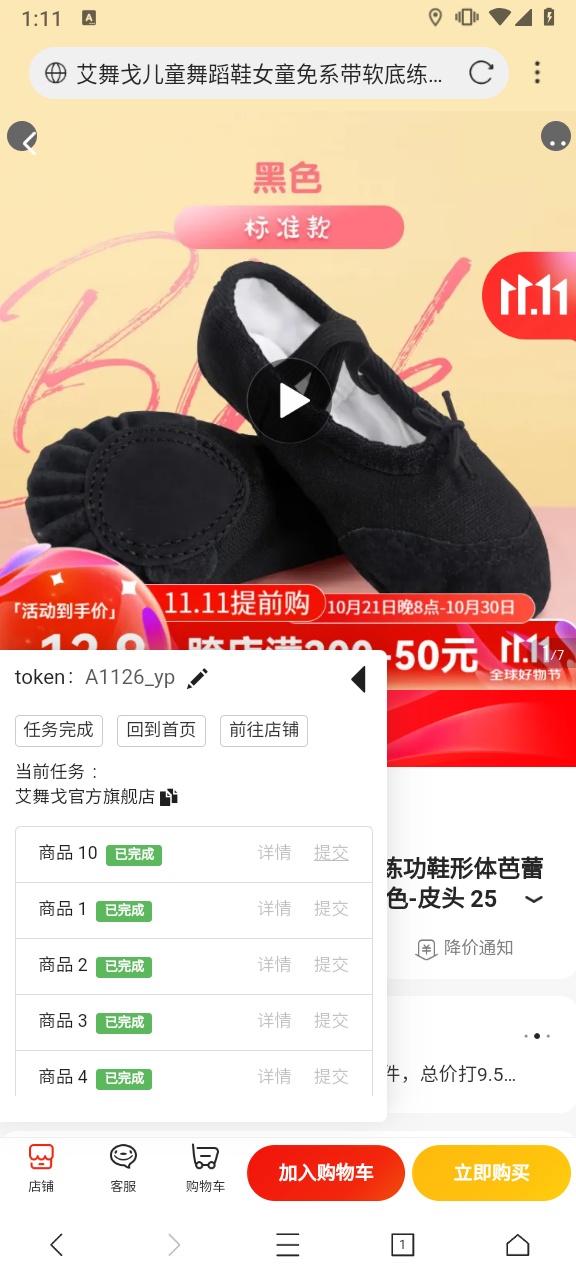 1:11
艾舞戈儿童舞蹈鞋女童免系带软底练...
黑色
标准款
11.11
「活动到手价」
11.11提前购
10月21日晚8点-10月30日
-50元
11.11
/7
全球好物节
token: A1126_yp
任务完成 回到首页 前往店铺
当前任务：
艾舞戈官方旗舰店
商品 10 已完成 详情 提交
商品 1 已完成 详情 提交
商品 2 已完成 详情 提交
商品 3 已完成 详情 提交
商品 4 已完成 详情 提交
练功鞋形体芭蕾
色-皮头 25
降价通知
件，总价打9.5...
店铺
客服
购物车
加入购物车
立即购买
1